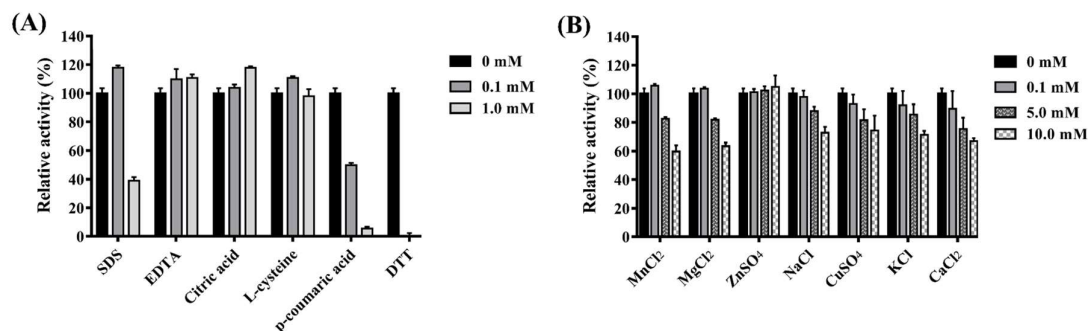 (A)
Relative activity (%)
140
120
100
80
60
40
20
0
SDS
EDTA
Citric acid
L-cysteine
p-coumaric acid
DTT
0 mM
0.1 mM
1.0 mM
(B)
Relative activity (%)
140
120
100
80
60
40
20
0
MnCl2
MgCl2
ZnSO4
NaCl
CuSO4
KCl
CaCl2
0 mM
0.1 mM
5.0 mM
10.0 mM